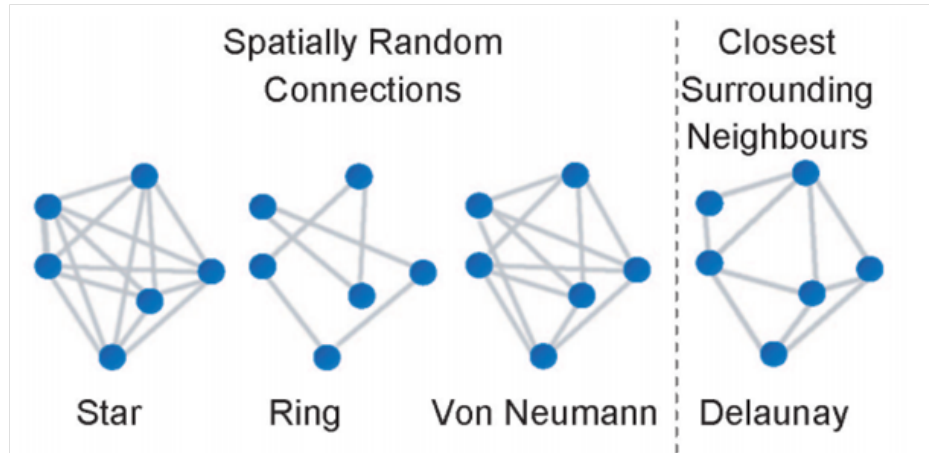 Spatially Random
Connections
Closest
Surrounding
Neighbours
Star
Ring
Von Neumann
Delaunay